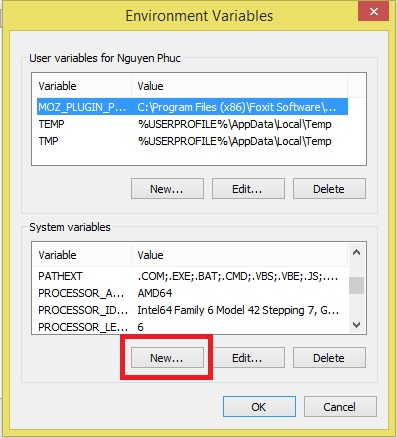 Environment Variables
User variables for Nguyen Phuc
Variable Value
MOZ_PLUGIN_P... C:\Program Files (x86)\Foxit Software\...
TEMP %USERPROFILE%\AppData\Local\Temp
TMP %USERPROFILE%\AppData\Local\Temp
New... Edit... Delete
System variables
Variable Value
PATHEXT .COM;.EXE;.BAT;.CMD;.VBS;.VBE;.JS;....
PROCESSOR_A... AMD64
PROCESSOR_ID... Intel64 Family 6 Model 42 Stepping 7, G...
PROCESSOR_LE... 6
New... Edit... Delete
OK Cancel